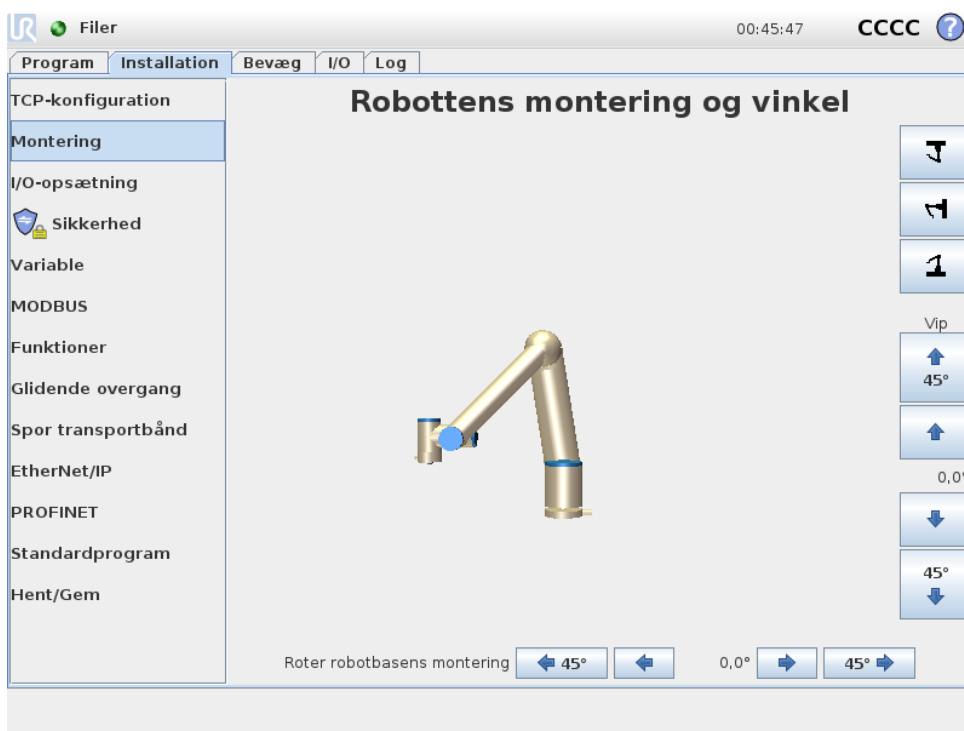 UR Filer 00:45:47 CCCC ?
Program Installation Bevæg I/O Log
TCP-konfiguration
Montering
I/O-opsætning
Sikkerhed
Variable
MODBUS
Funktioner
Glidende overgang
Spor transportbånd
EtherNet/IP
PROFINET
Standardprogram
Hent/Gem
Robottens montering og vinkel
Vip
45°
0,0°
45°
Roter robotbasens montering 45° 0,0° 45°